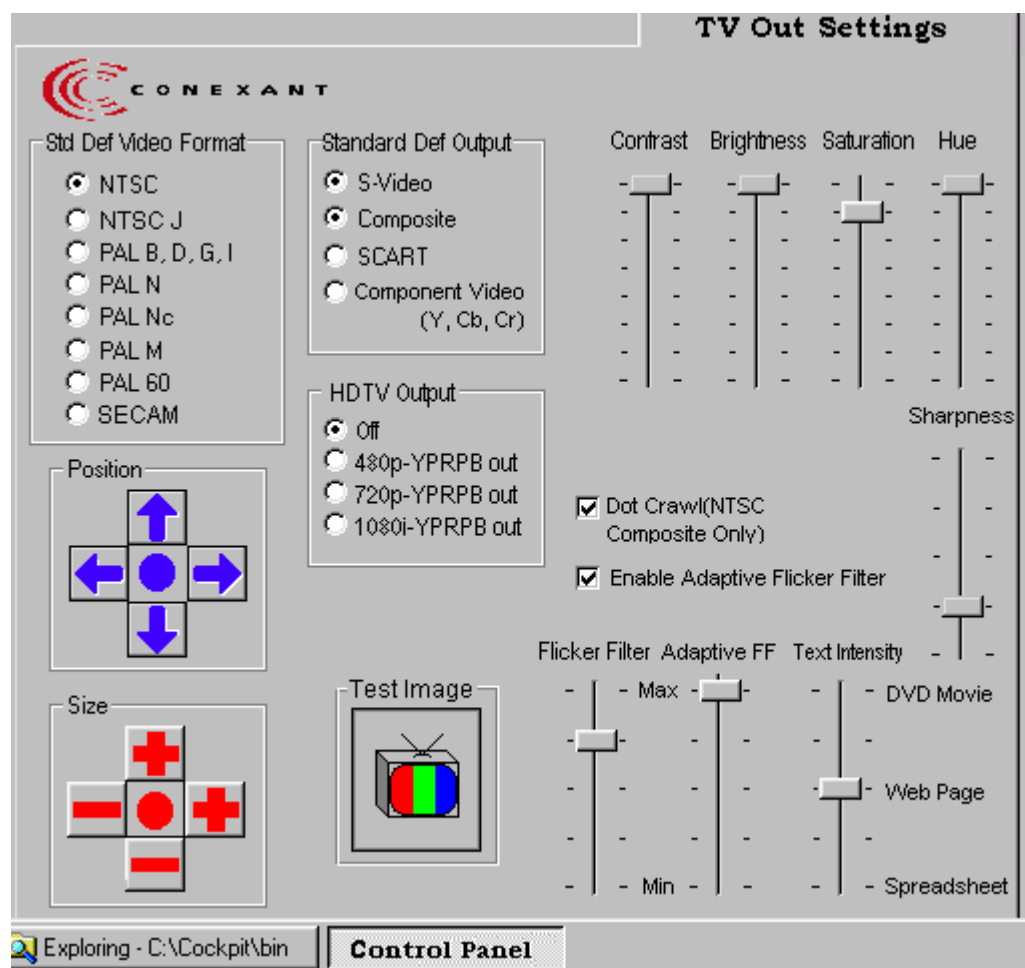 TV Out Settings
CONEXANT
Std Def Video Format
NTSC
NTSC J
PAL B, D, G, I
PAL N
PAL Nc
PAL M
PAL 60
SECAM
Standard Def Output
S-Video
Composite
SCART
Component Video
(Y, Cb, Cr)
HDTV Output
Off
480p-YPRPB out
720p-YPRPB out
1080i-YPRPB out
Contrast Brightness Saturation Hue
Sharpness
Dot Crawl(NTSC
Composite Only)
Enable Adaptive Flicker Filter
Position
Size
Test Image
Flicker Filter Adaptive FF Text Intensity
Max
DVD Movie
Web Page
Min
Spreadsheet
Exploring - C:\Cockpit\bin
Control Panel